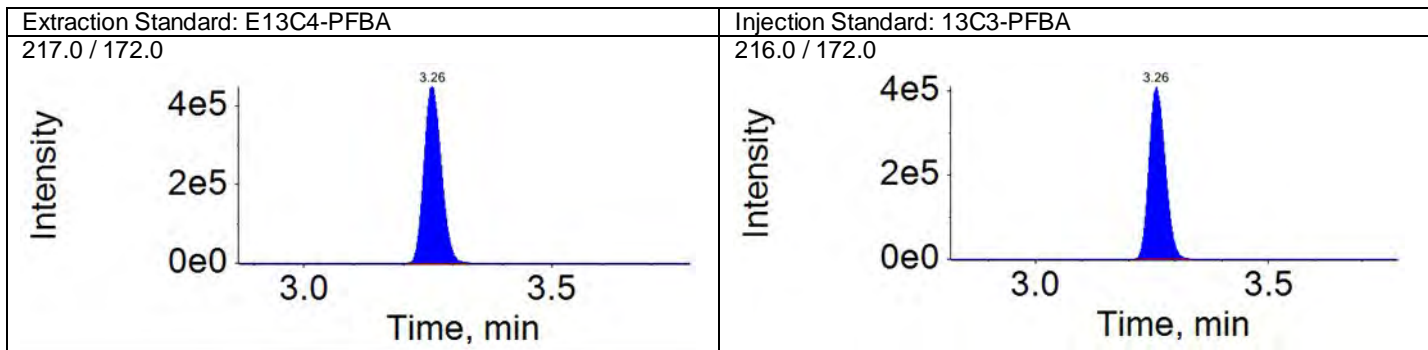 Extraction Standard: E13C4-PFBA
217.0 / 172.0
3.26
4e5
2e5
0e0
Intensity
3.0
3.5
Time, min
Injection Standard: 13C3-PFBA
216.0 / 172.0
3.26
4e5
2e5
0e0
Intensity
3.0
3.5
Time, min